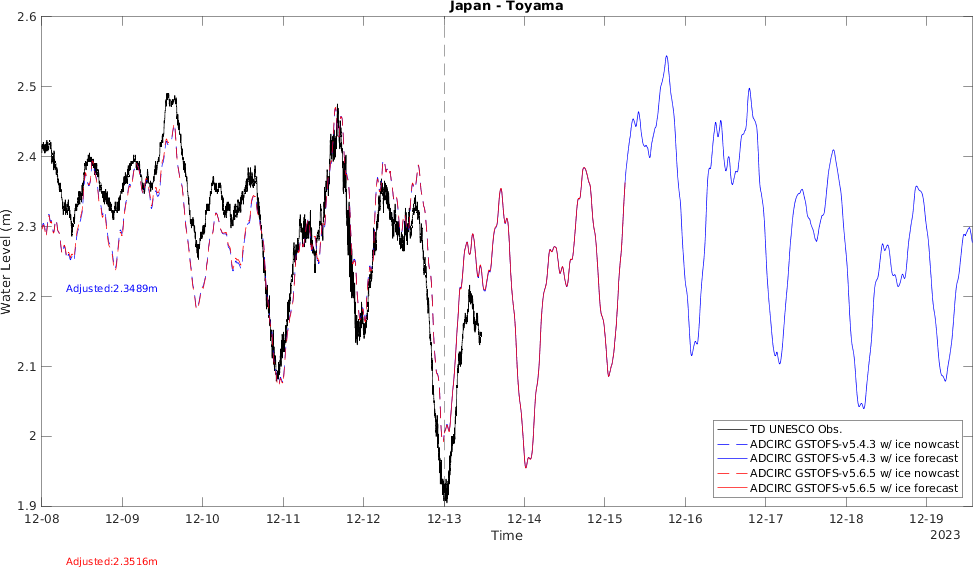 Japan - Toyama
2.6
2.5
2.4
2.3
2.2
2.1
2
1.9
Water Level (m)
Adjusted:2.3489m
TD UNESCO Obs.
ADCIRC GSTOFS-v5.4.3 w/ ice nowcast
ADCIRC GSTOFS-v5.4.3 w/ ice forecast
ADCIRC GSTOFS-v5.6.5 w/ ice nowcast
ADCIRC GSTOFS-v5.6.5 w/ ice forecast
12-08 12-09 12-10 12-11 12-12 12-13 12-14 12-15 12-16 12-17 12-18 12-19
2023
Time
Adjusted:2.3516m